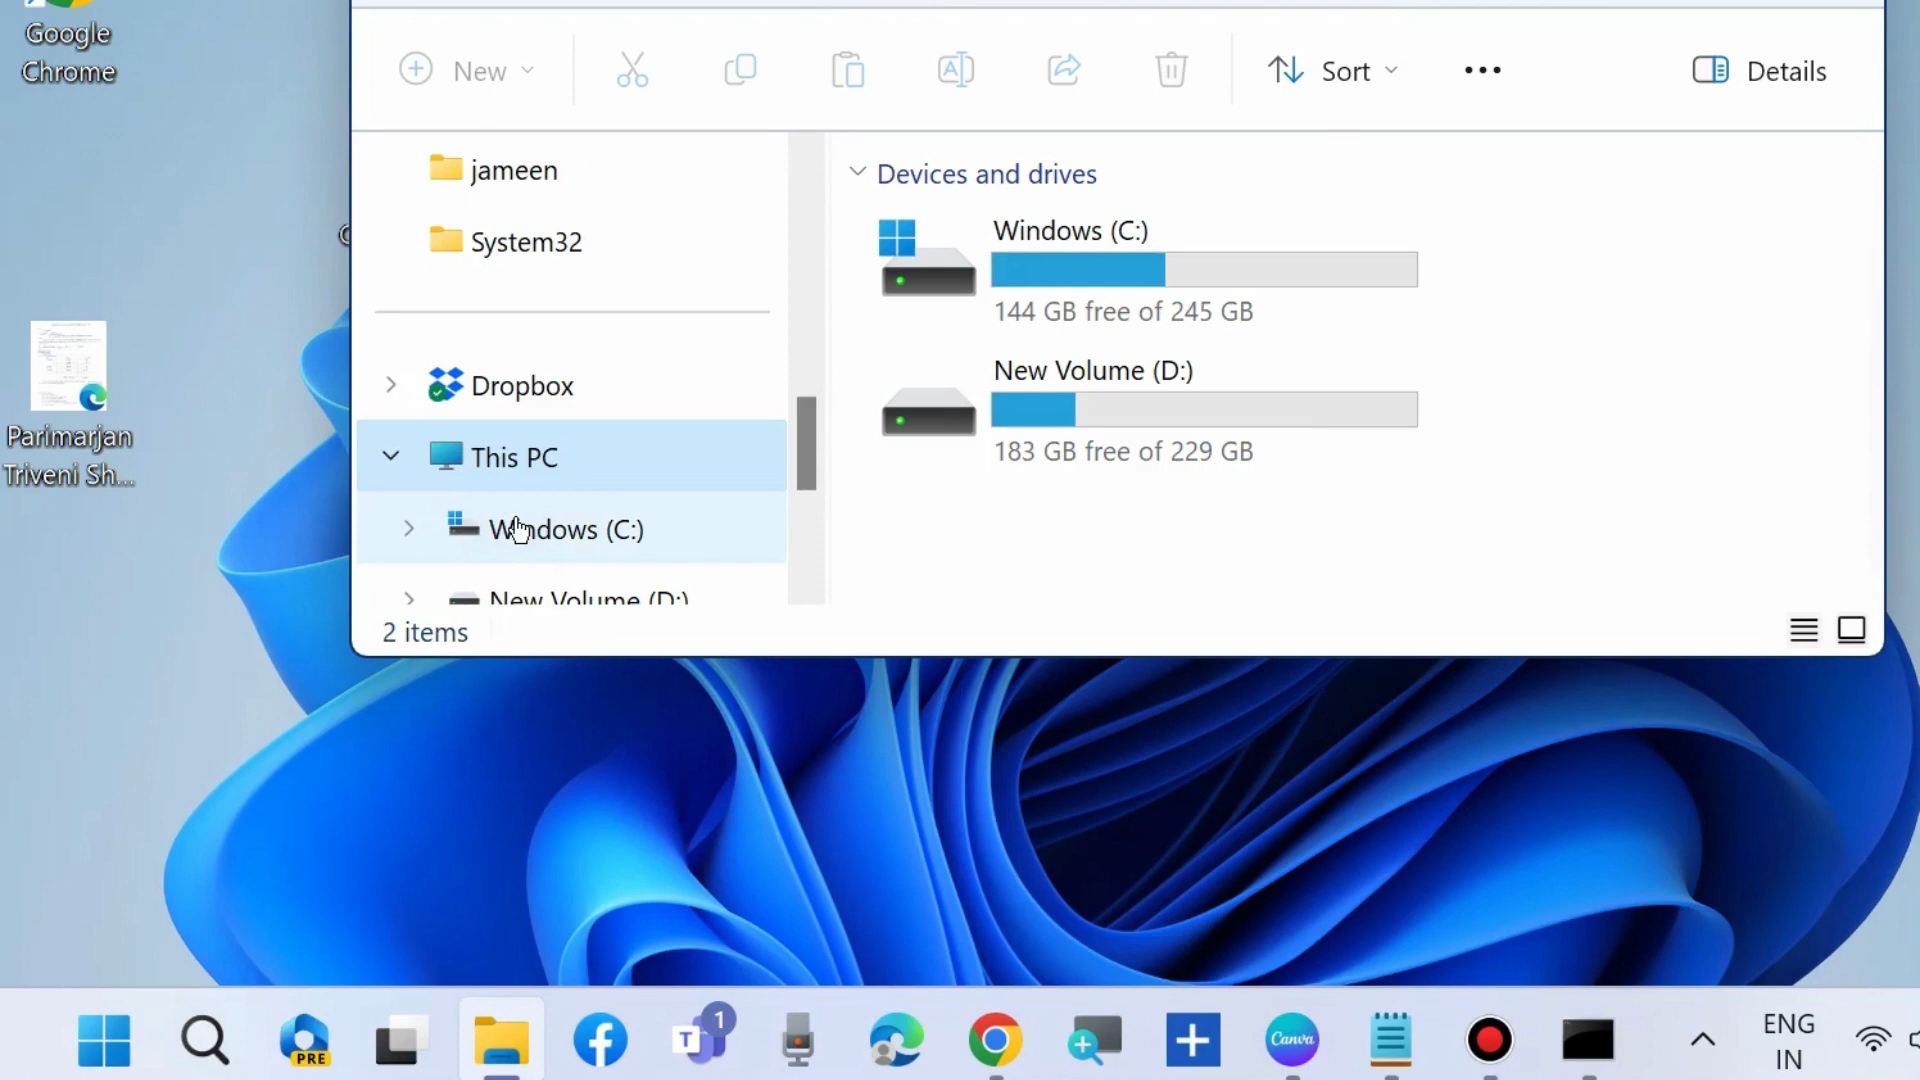 Google
Chrome
Parimarjan
Triveni Sh...
New
Sort
Details
jameen
System32
Dropbox
This PC
Windows (C:)
New Volume (D:)
2 items
Devices and drives
Windows (C:)
144 GB free of 245 GB
New Volume (D:)
183 GB free of 229 GB
PRE
T
1
Canva
ENG
IN